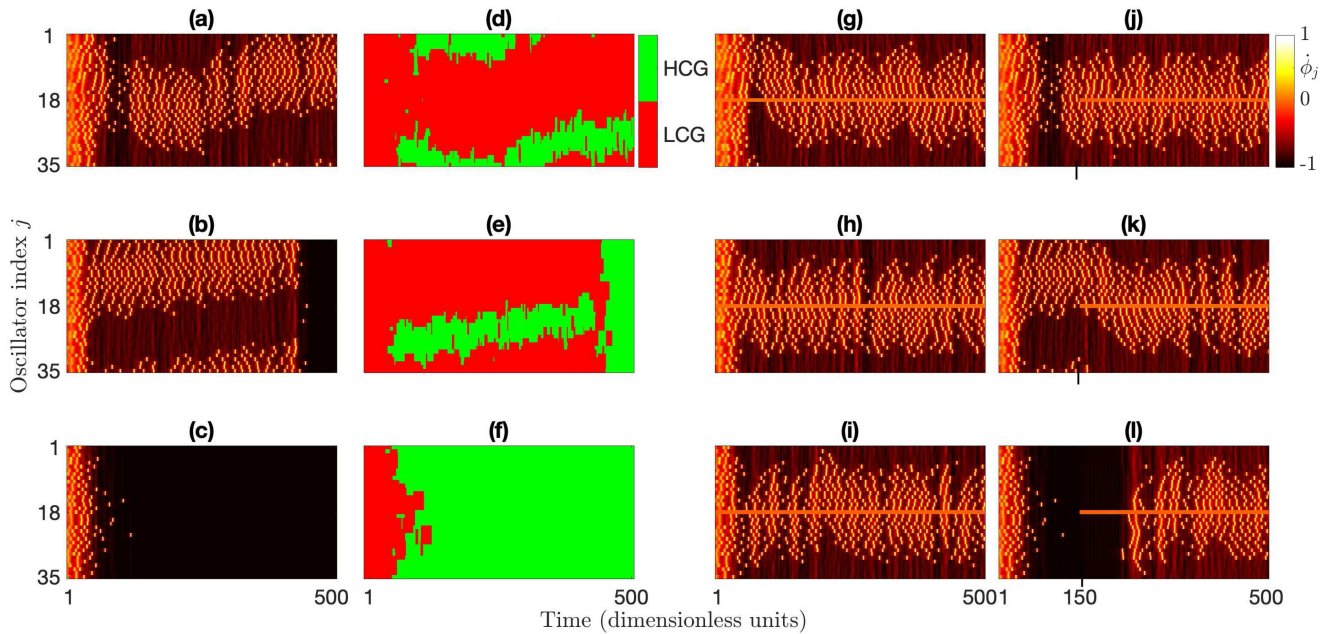 (a) (d) (g) (j)
1 1
HCG
18 0
LCG
35 -1
ϕ̇j
(b) (e) (h) (k)
1
18
35
Oscillator index j
(c) (f) (i) (l)
1
18
35
1 500 1 500 1 5001 150 500
Time (dimensionless units)